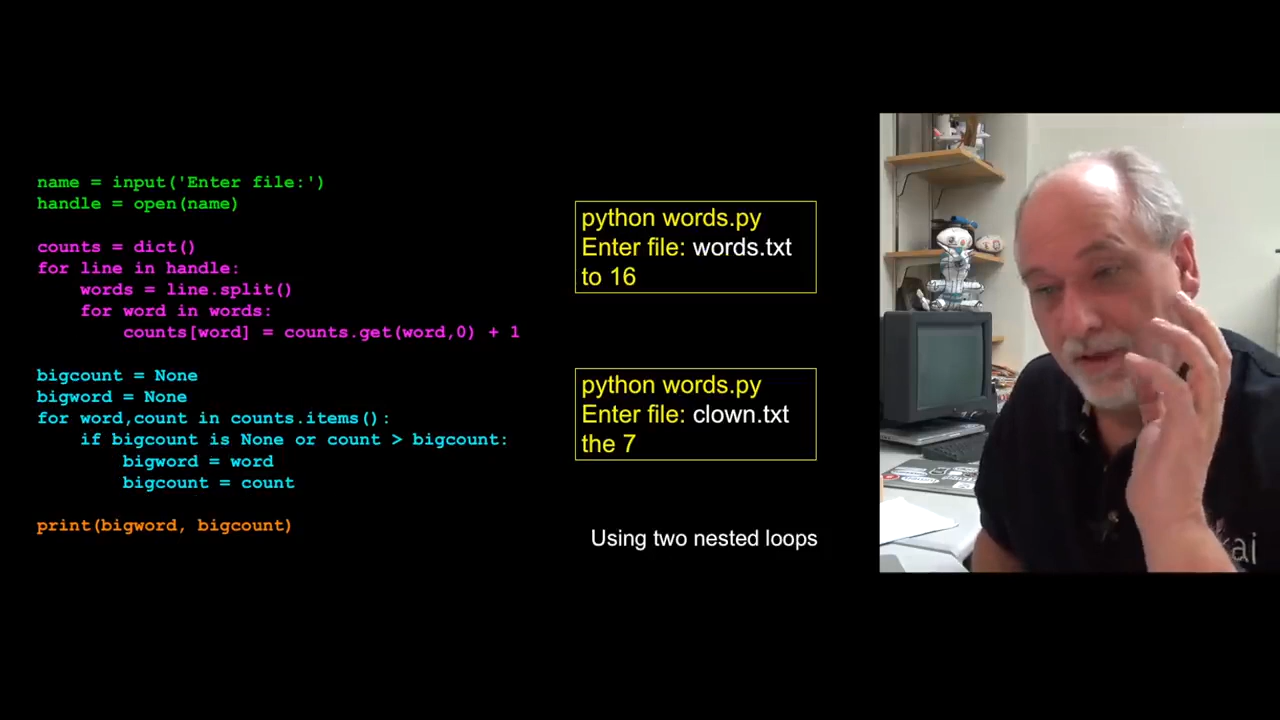 name = input('Enter file:')
handle = open(name)
counts = dict()
for line in handle:
    words = line.split()
    for word in words:
        counts[word] = counts.get(word,0) + 1
bigcount = None
bigword = None
for word,count in counts.items():
    if bigcount is None or count > bigcount:
        bigword = word
        bigcount = count
print(bigword, bigcount)
python words.py
Enter file: words.txt
to 16
python words.py
Enter file: clown.txt
the 7
Using two nested loops